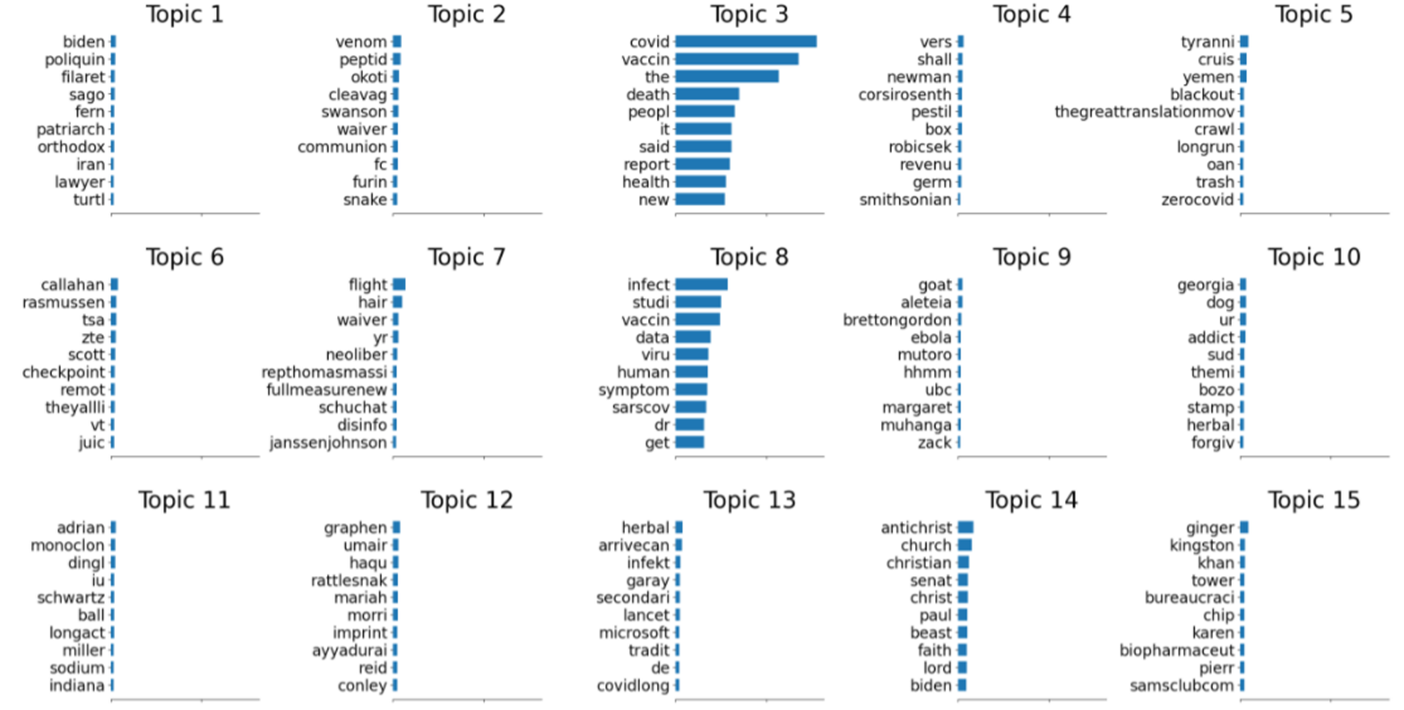 Topic 1
biden
poliquin
filaret
sago
fern
patriarch
orthodox
iran
lawyer
turtl
Topic 2
venom
peptid
okoti
cleavag
swanson
waiver
communion
fc
furin
snake
Topic 3
covid
vaccin
the
death
peopl
it
said
report
health
new
Topic 4
vers
shall
newman
corsirosenth
pestil
box
robicsek
revenu
germ
smithsonian
Topic 5
tyranni
cruis
yemen
blackout
thegreattranslationmov
crawl
longrun
oan
trash
zerocovid
Topic 6
callahan
rasmussen
tsa
zte
scott
checkpoint
remot
theyallli
vt
juic
Topic 7
flight
hair
waiver
yr
neoliber
repthomasmassi
fullmeasurenew
schuchat
disinfo
janssenjohnson
Topic 8
infect
studi
vaccin
data
viru
human
symptom
sarscov
dr
get
Topic 9
goat
aleteia
brettongordon
ebola
mutoro
hhmm
ubc
margaret
muhanga
zack
Topic 10
georgia
dog
ur
addict
sud
themi
bozo
stamp
herbal
forgiv
Topic 11
adrian
monoclon
dingl
iu
schwartz
ball
longact
miller
sodium
indiana
Topic 12
graphen
umair
haqu
rattlesnak
mariah
morri
imprint
ayyadurai
reid
conley
Topic 13
herbal
arrivecan
infekt
garay
secondari
lancet
microsoft
tradit
de
covidlong
Topic 14
antichrist
church
christian
senat
christ
paul
beast
faith
lord
biden
Topic 15
ginger
kingston
khan
tower
bureaucraci
chip
karen
biopharmaceut
pierr
samsclubcom